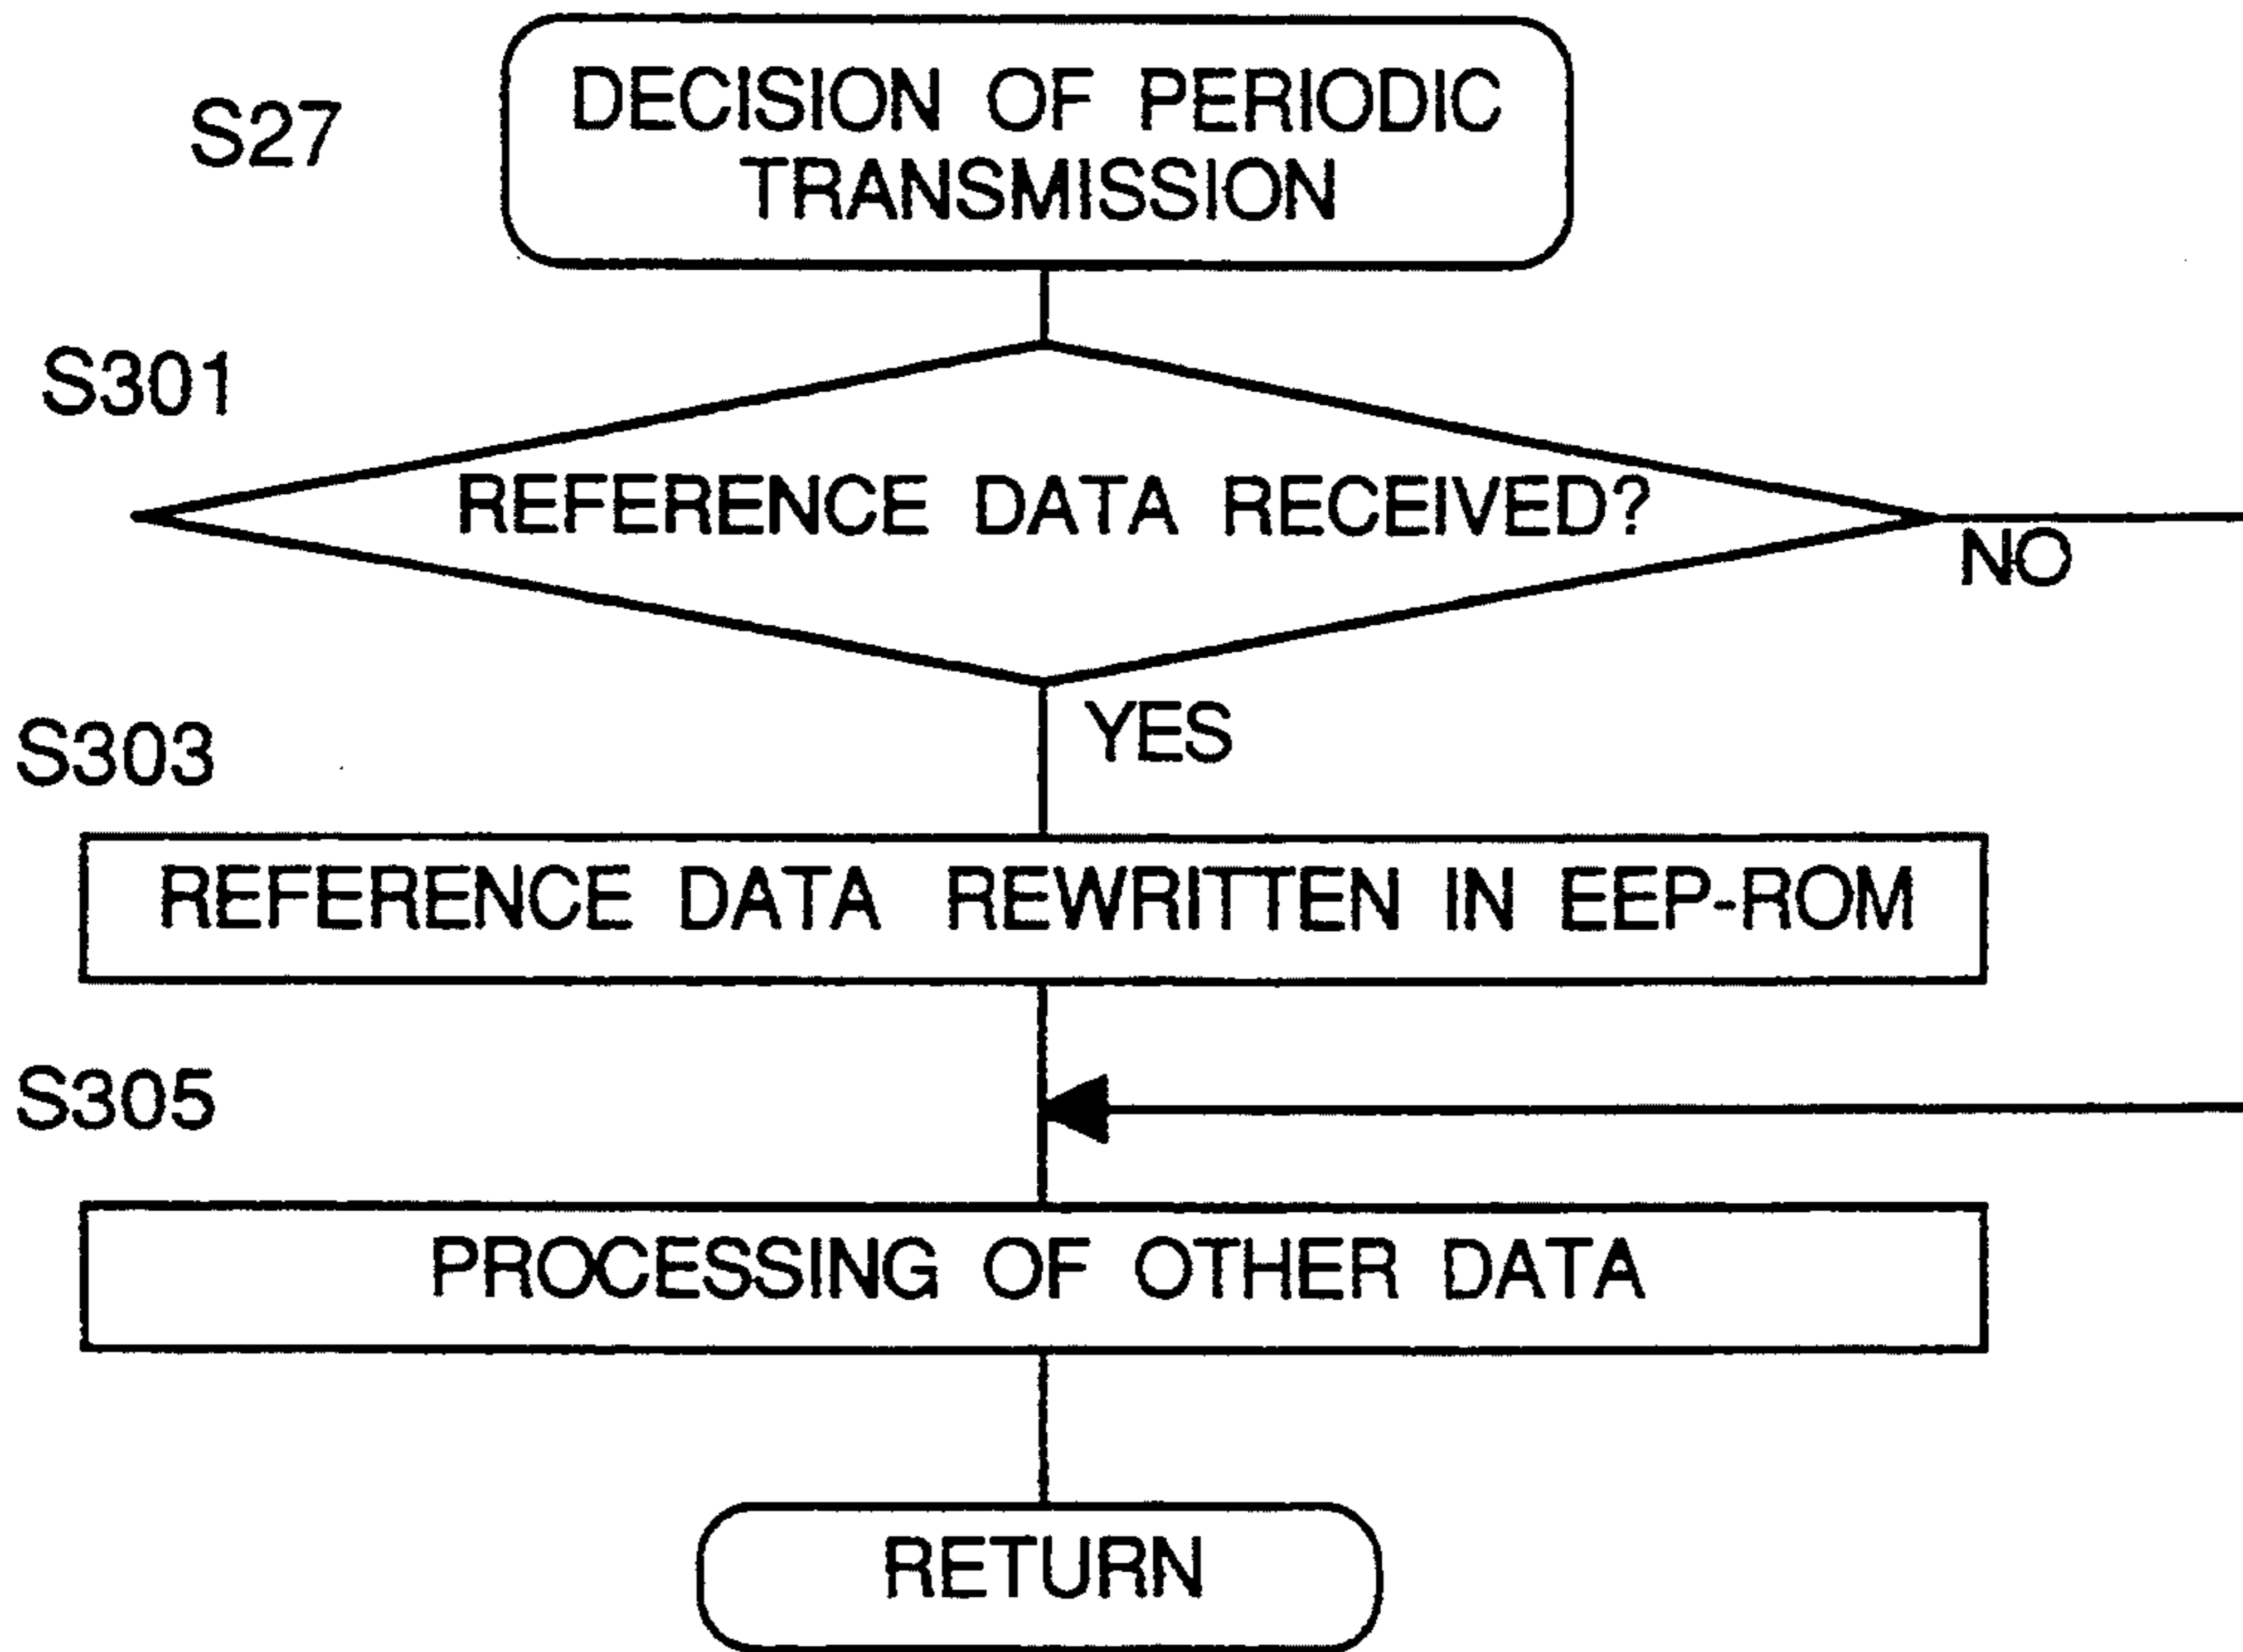 S27
DECISION OF PERIODIC
TRANSMISSION
S301
REFERENCE DATA RECEIVED?
NO
YES
S303
REFERENCE DATA REWRITTEN IN EEP-ROM
S305
PROCESSING OF OTHER DATA
RETURN